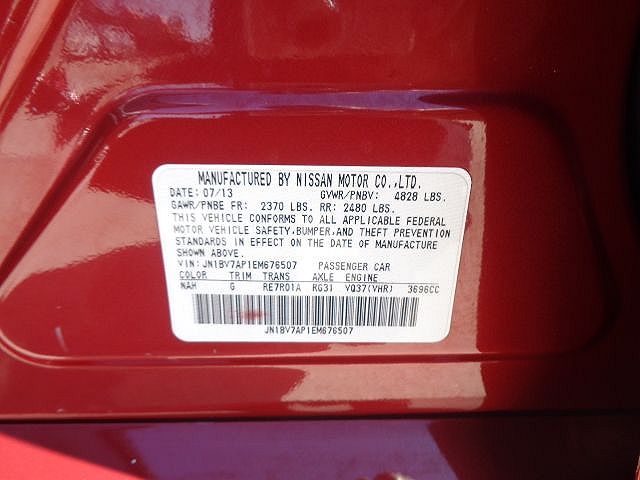 MANUFACTURED BY NISSAN MOTOR CO.,LTD.
DATE: 07/13 GVWR/PNBV: 4828 LBS.
GAWR/PNBE FR: 2370 LBS. RR: 2480 LBS.
THIS VEHICLE CONFORMS TO ALL APPLICABLE FEDERAL
MOTOR VEHICLE SAFETY,BUMPER,AND THEFT PREVENTION
STANDARDS IN EFFECT ON THE DATE OF MANUFACTURE
SHOWN ABOVE.
VIN: JN1BV7AP1EM676507 PASSENGER CAR
COLOR TRIM TRANS AXLE ENGINE
NAH G RE7R01A RG31 VQ37(VHR) 3696CC
JN1BV7AP1EM676507